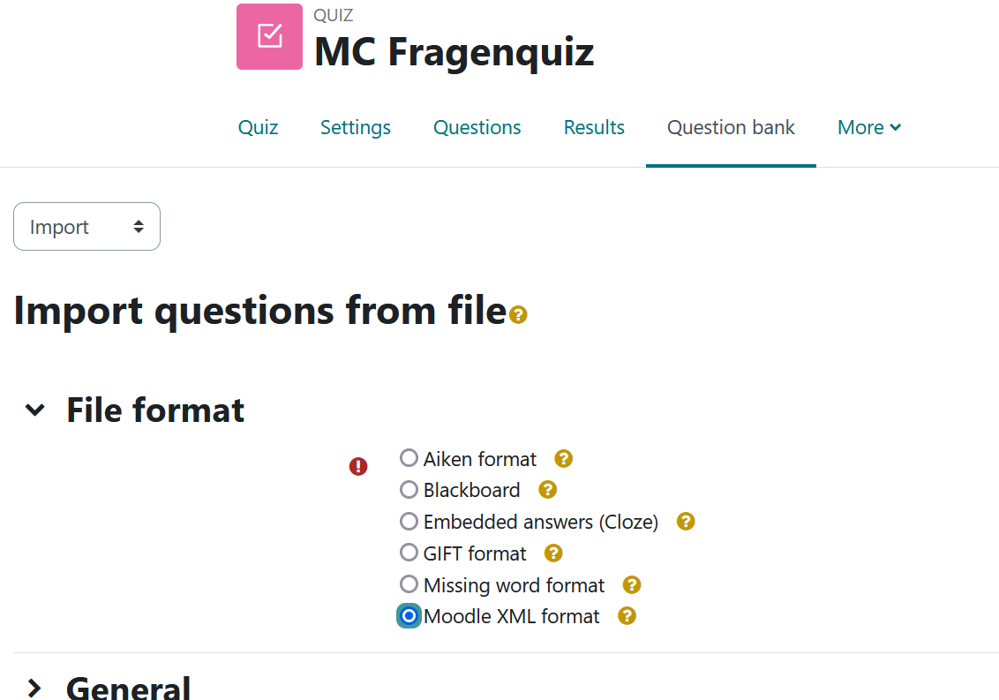 QUIZ
MC Fragenquiz
Quiz Settings Questions Results Question bank More
Import
Import questions from file
File format
Aiken format
Blackboard
Embedded answers (Cloze)
GIFT format
Missing word format
Moodle XML format
General